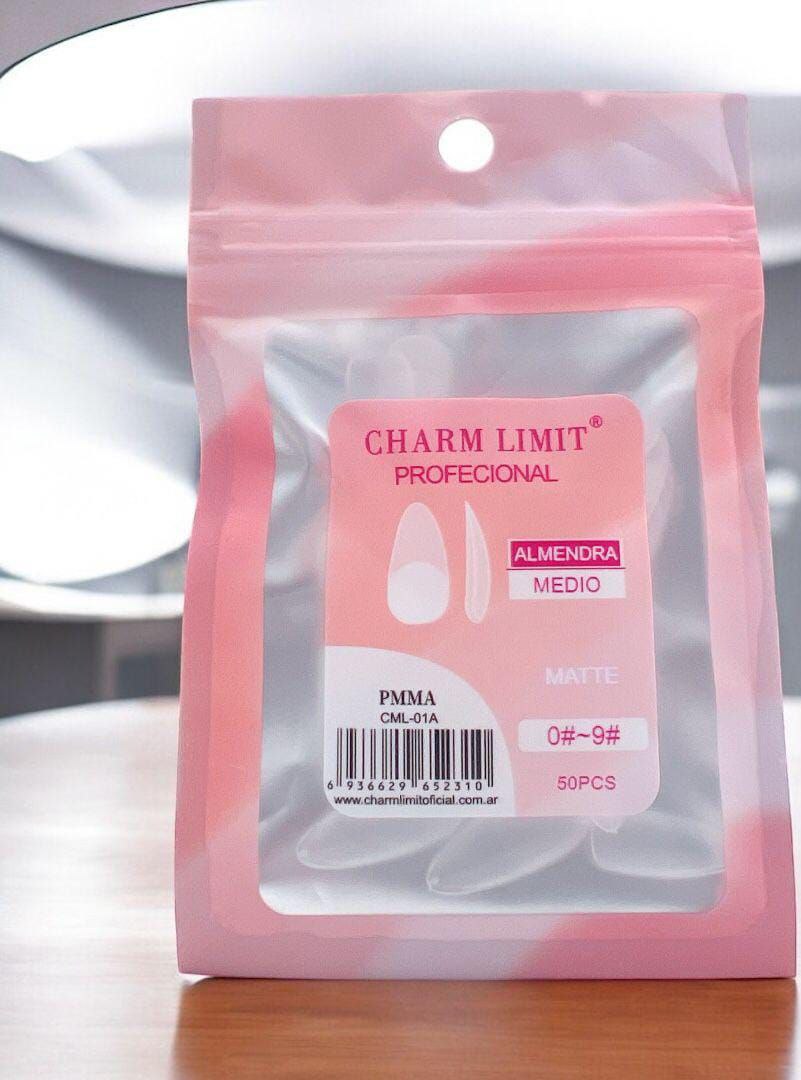 CHARM LIMIT®
PROFECIONAL
ALMENDRA
MEDIO
MATTE
PMMA
CML-01A
0#~9#
6 936629 652310
www.charmlimitoficial.com.ar
50PCS